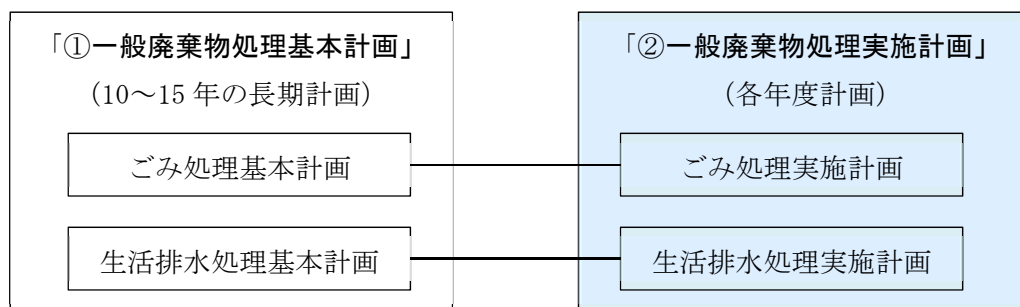 「①一般廃棄物処理基本計画」
（10～15 年の長期計画）
ごみ処理基本計画
生活排水処理基本計画
「②一般廃棄物処理実施計画」
（各年度計画）
ごみ処理実施計画
生活排水処理実施計画